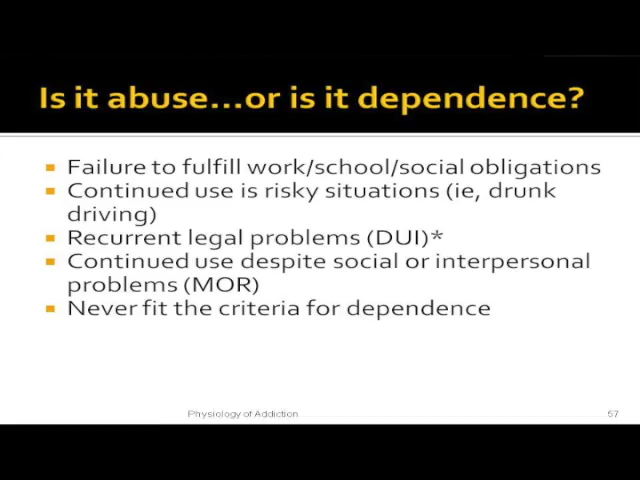 Is it abuse...or is it dependence?
Failure to fulfill work/school/social obligations
Continued use is risky situations (ie, drunk
driving)
Recurrent legal problems (DUI)*
Continued use despite social or interpersonal
problems (MOR)
Never fit the criteria for dependence
Physiology of Addiction 57